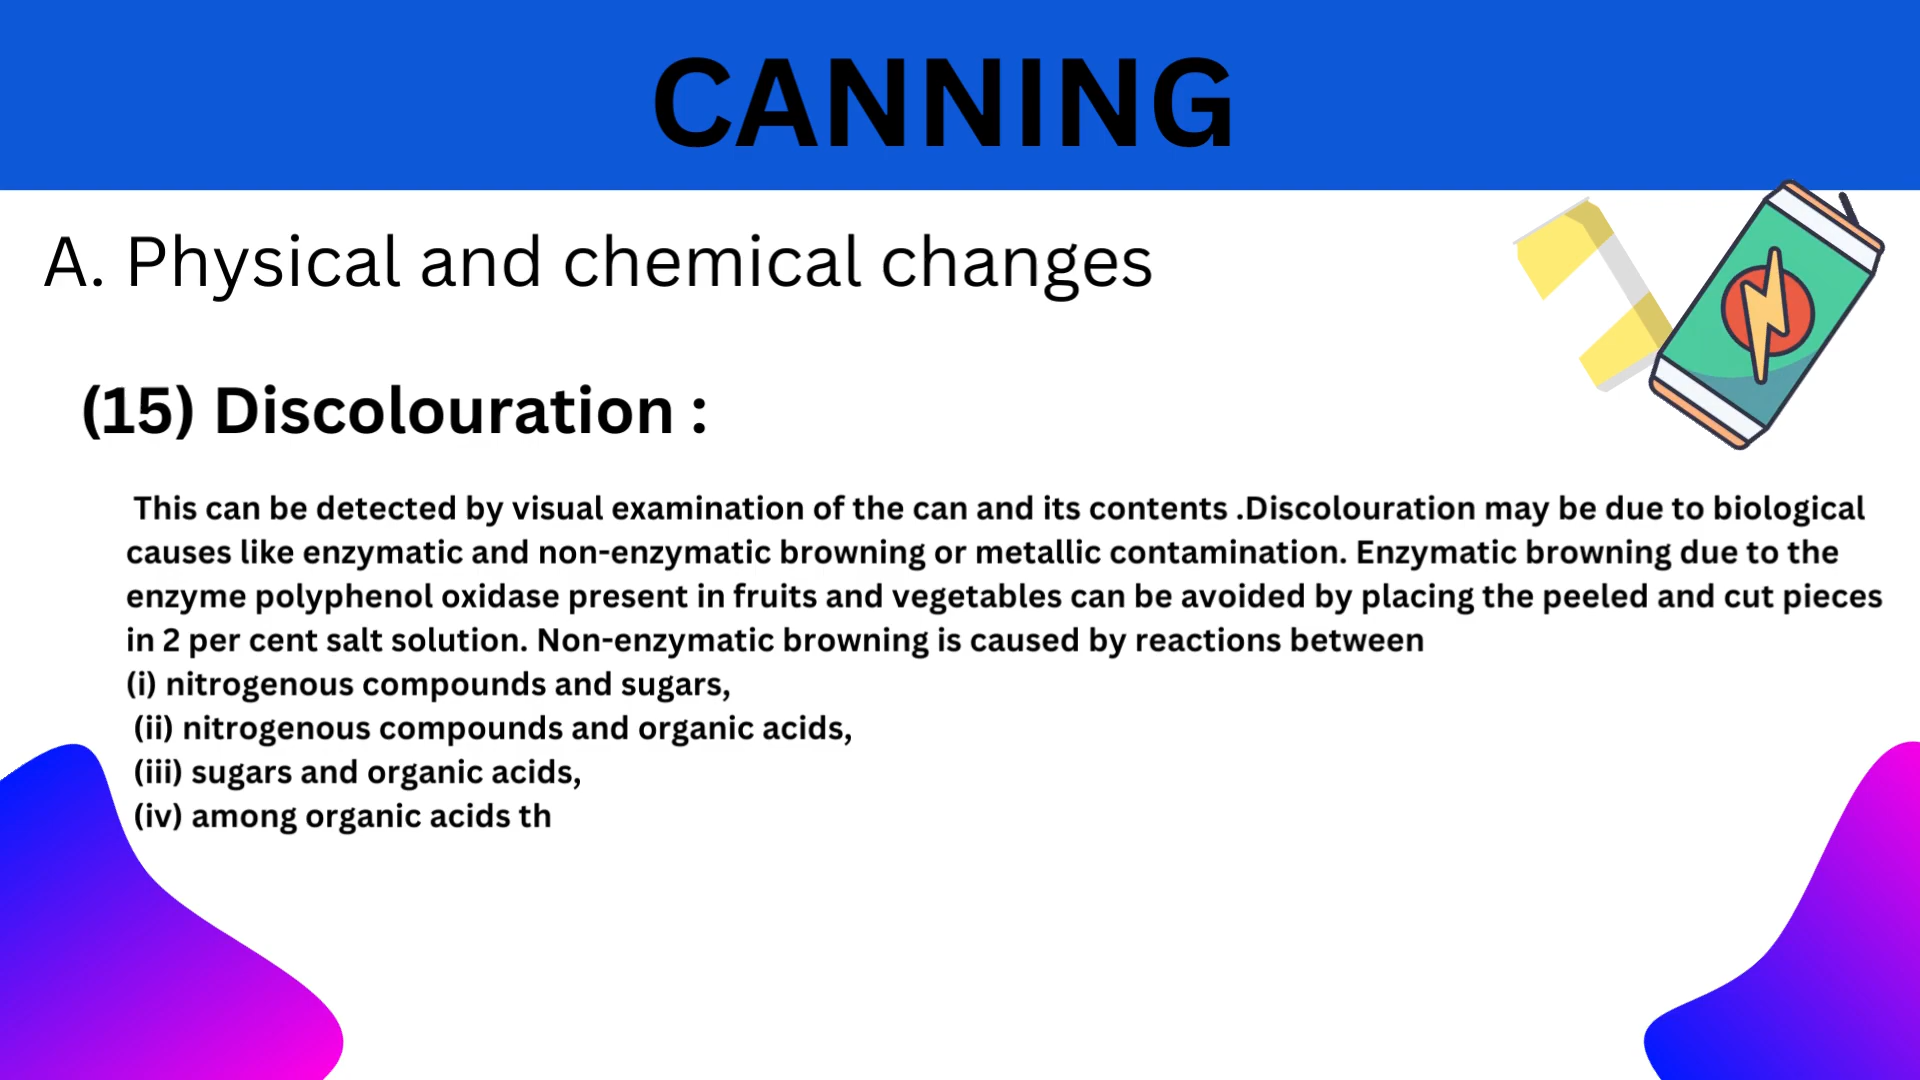 CANNING
A. Physical and chemical changes
(15) Discolouration :
This can be detected by visual examination of the can and its contents .Discolouration may be due to biological
causes like enzymatic and non-enzymatic browning or metallic contamination. Enzymatic browning due to the
enzyme polyphenol oxidase present in fruits and vegetables can be avoided by placing the peeled and cut pieces
in 2 per cent salt solution. Non-enzymatic browning is caused by reactions between
(i) nitrogenous compounds and sugars,
(ii) nitrogenous compounds and organic acids,
(iii) sugars and organic acids,
(iv) among organic acids th